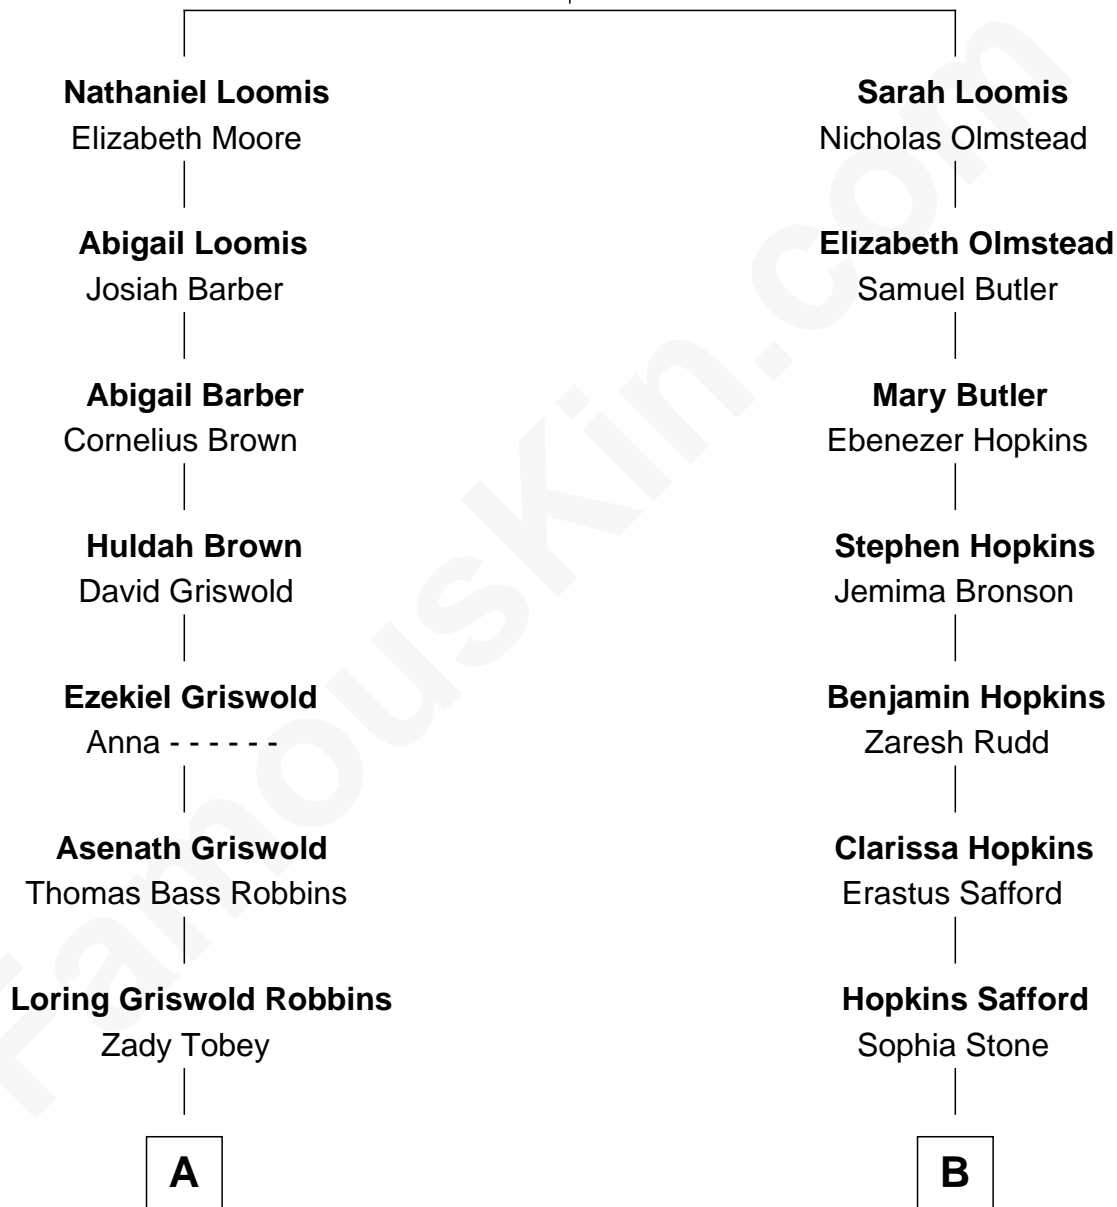 Nathaniel Loomis
Elizabeth Moore
Abigail Loomis
Josiah Barber
Abigail Barber
Cornelius Brown
Huldah Brown
David Griswold
Ezekiel Griswold
Anna - - - - - -
Asenath Griswold
Thomas Bass Robbins
Loring Griswold Robbins
Zady Tobey
A
Sarah Loomis
Nicholas Olmstead
Elizabeth Olmstead
Samuel Butler
Mary Butler
Ebenezer Hopkins
Stephen Hopkins
Jemima Bronson
Benjamin Hopkins
Zaresh Rudd
Clarissa Hopkins
Erastus Safford
Hopkins Safford
Sophia Stone
B
FamousKin.com